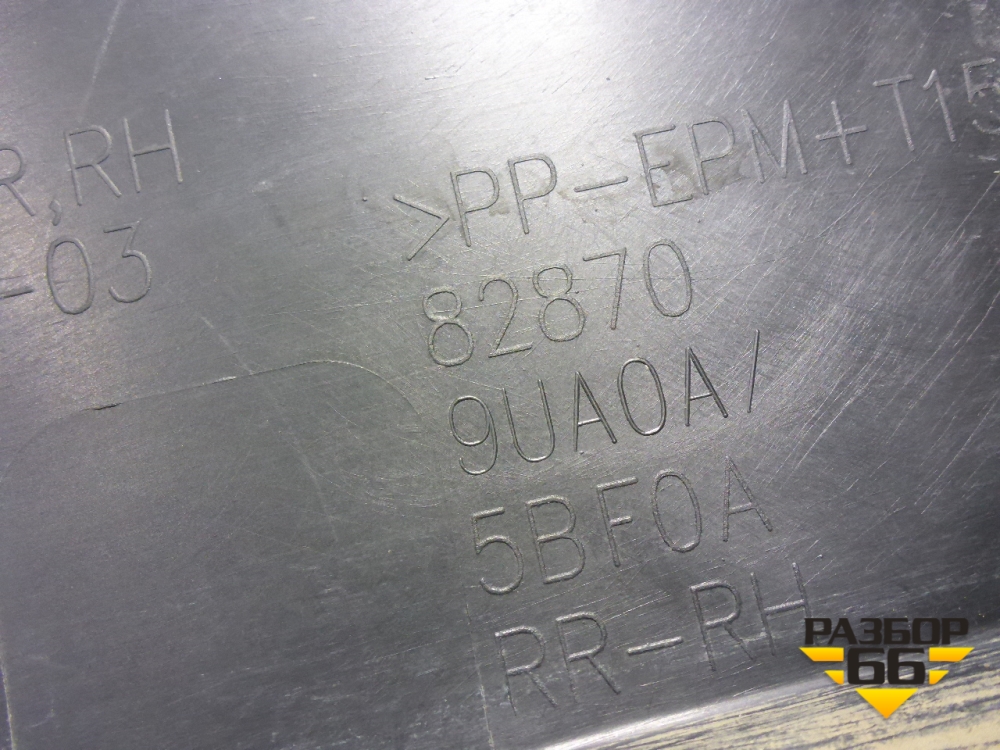 R,RH
-03
>PP-EPM+T15
82870
9UA0A/
5BF0A
RR-RH
РАЗБОР
66